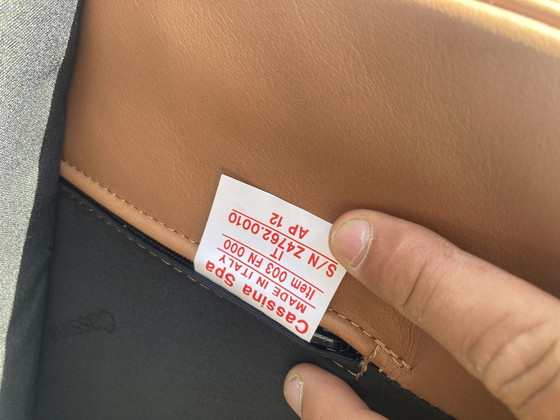 Cassina Spa
MADE IN ITALY
Item 003 FN 000
IT
S/N Z4762.0010
AP 12